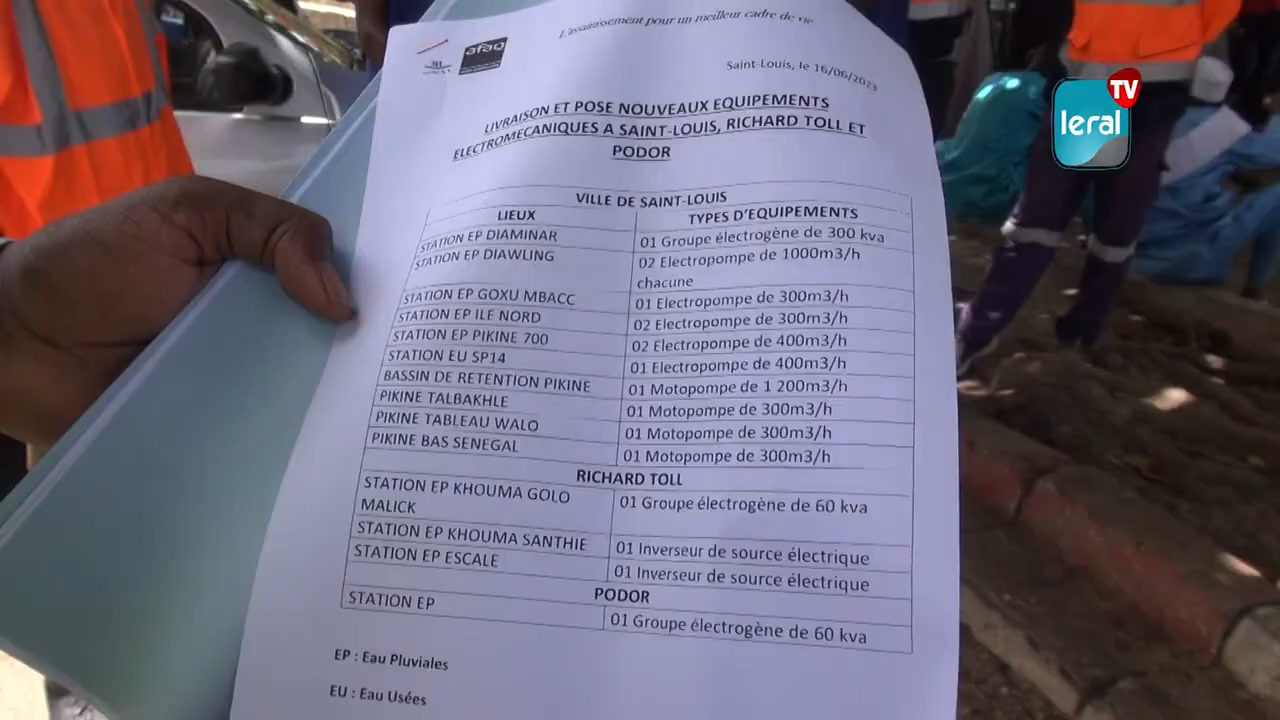 L'assainissement pour un meilleur cadre de vie
afaq
Saint-Louis, le 16/06/2023
LIVRAISON ET POSE NOUVEAUX EQUIPEMENTS
ELECTROMECANIQUES A SAINT-LOUIS, RICHARD TOLL ET
PODOR
VILLE DE SAINT-LOUIS
LIEUX TYPES D'EQUIPEMENTS
STATION EP DIAMINAR 01 Groupe électrogène de 300 kva
STATION EP DIAWLING 02 Electropompe de 1000m3/h
chacune
STATION EP GOXU MBACC 01 Electropompe de 300m3/h
STATION EP ILE NORD 02 Electropompe de 300m3/h
STATION EP PIKINE 700 02 Electropompe de 400m3/h
STATION EU SP14 01 Electropompe de 400m3/h
BASSIN DE RETENTION PIKINE 01 Motopompe de 1 200m3/h
PIKINE TALBAKHLE 01 Motopompe de 300m3/h
PIKINE TABLEAU WALO 01 Motopompe de 300m3/h
PIKINE BAS SENEGAL 01 Motopompe de 300m3/h
RICHARD TOLL
STATION EP KHOUMA GOLO 01 Groupe électrogène de 60 kva
MALICK
STATION EP KHOUMA SANTHIE 01 Inverseur de source électrique
STATION EP ESCALE 01 Inverseur de source électrique
PODOR
STATION EP 01 Groupe électrogène de 60 kva
EP : Eau Pluviales
EU : Eau Usées
leral TV